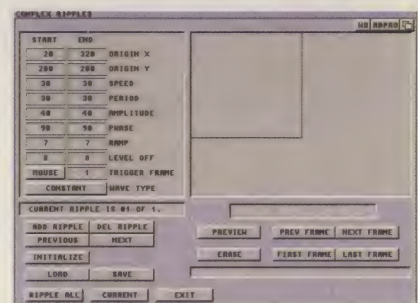 COMPLEX RIPPLES
WB ADPRO
START END
20 320 ORIGIN X
200 200 ORIGIN Y
30 30 SPEED
30 30 PERIOD
40 40 AMPLITUDE
90 90 PHASE
7 7 RAMP
0 0 LEVEL OFF
MOUSE 1 TRIGGER FRAME
CONSTANT WAVE TYPE
CURRENT RIPPLE IS #1 OF 1.
ADD RIPPLE DEL RIPPLE
PREVIOUS NEXT
PREVIEW PREV FRAME NEXT FRAME
INITIALIZE
ERASE FIRST FRAME LAST FRAME
LOAD SAVE
RIPPLE ALL CURRENT EXIT